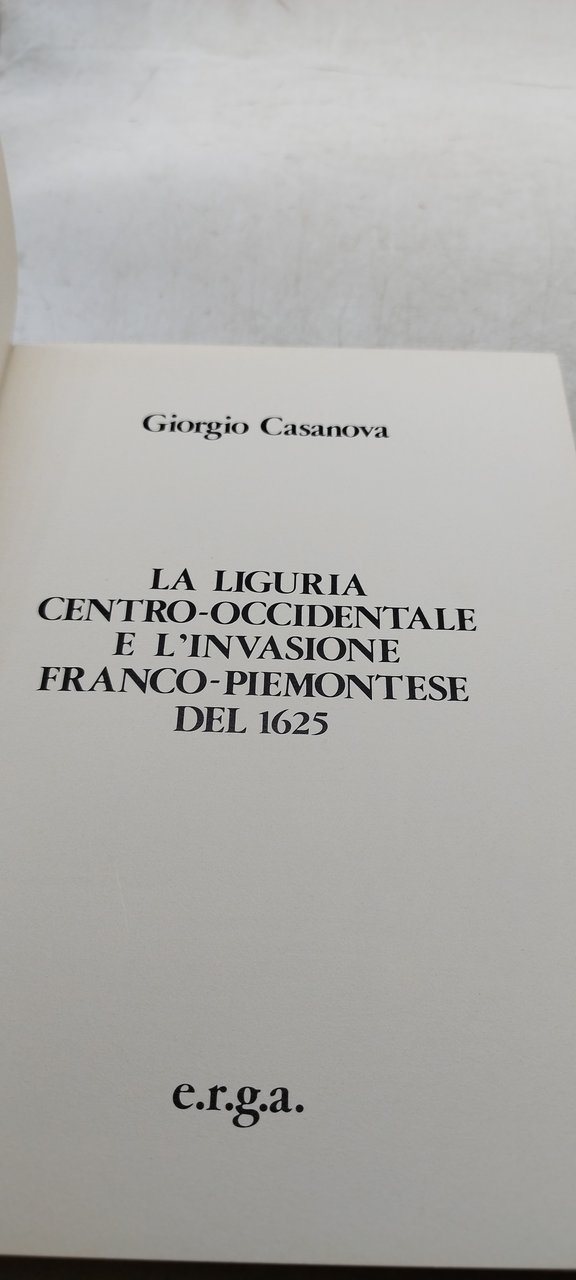 Giorgio Casanova
LA LIGURIA
CENTRO-OCCIDENTALE
E L'INVASIONE
FRANCO-PIEMONTESE
DEL 1625
e.r.g.a.